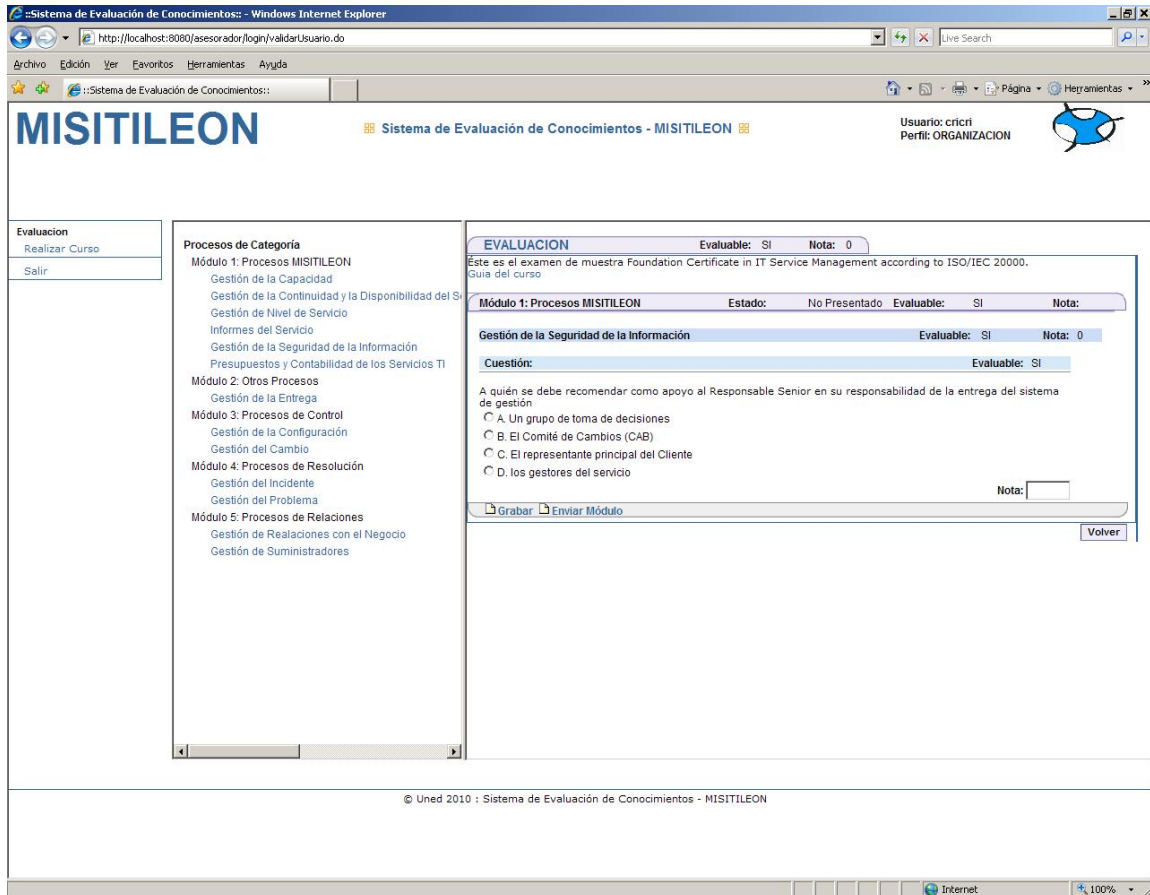 ::Sistema de Evaluación de Conocimientos:: - Windows Internet Explorer
http://localhost:8080/asesorador/login/validarUsuario.do
Live Search
Archivo Edición Ver Favoritos Herramientas Ayuda
::Sistema de Evaluación de Conocimientos::
Página Herramientas
MISITILEON
Sistema de Evaluación de Conocimientos - MISITILEON
Usuario: cricri
Perfil: ORGANIZACION
Evaluacion
Realizar Curso
Salir
Procesos de Categoría
Módulo 1: Procesos MISITILEON
Gestión de la Capacidad
Gestión de la Continuidad y la Disponibilidad del Se
Gestión de Nivel de Servicio
Informes del Servicio
Gestión de la Seguridad de la Información
Presupuestos y Contabilidad de los Servicios TI
Módulo 2: Otros Procesos
Gestión de la Entrega
Módulo 3: Procesos de Control
Gestión de la Configuración
Gestión del Cambio
Módulo 4: Procesos de Resolución
Gestión del Incidente
Gestión del Problema
Módulo 5: Procesos de Relaciones
Gestión de Realaciones con el Negocio
Gestión de Suministradores
EVALUACION Evaluable: SI Nota: 0
Éste es el examen de muestra Foundation Certificate in IT Service Management according to ISO/IEC 20000.
Guia del curso
Módulo 1: Procesos MISITILEON Estado: No Presentado Evaluable: SI Nota:
Gestión de la Seguridad de la Información Evaluable: SI Nota: 0
Cuestión: Evaluable: SI
A quién se debe recomendar como apoyo al Responsable Senior en su responsabilidad de la entrega del sistema
de gestión
A. Un grupo de toma de decisiones
B. El Comité de Cambios (CAB)
C. El representante principal del Cliente
D. los gestores del servicio
Nota:
Grabar Enviar Módulo
Volver
© Uned 2010 : Sistema de Evaluación de Conocimientos - MISITILEON
Internet 100%